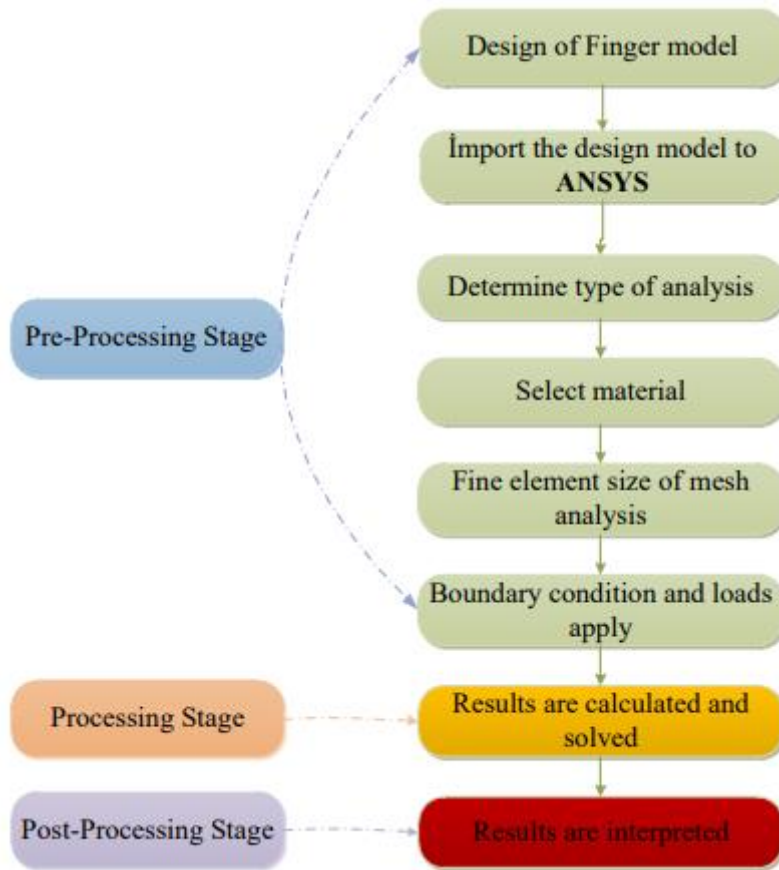 Design of Finger model
İmport the design model to
ANSYS
Determine type of analysis
Pre-Processing Stage
Select material
Fine element size of mesh
analysis
Boundary condition and loads
apply
Processing Stage
Results are calculated and
solved
Post-Processing Stage
Results are interpreted